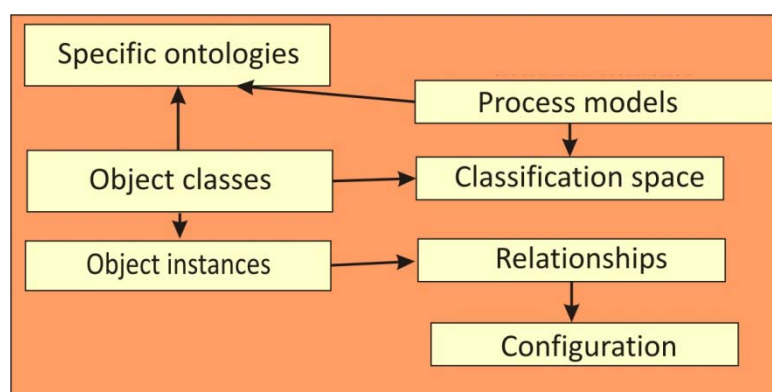 Specific ontologies
Process models
Object classes
Classification space
Object instances
Relationships
Configuration